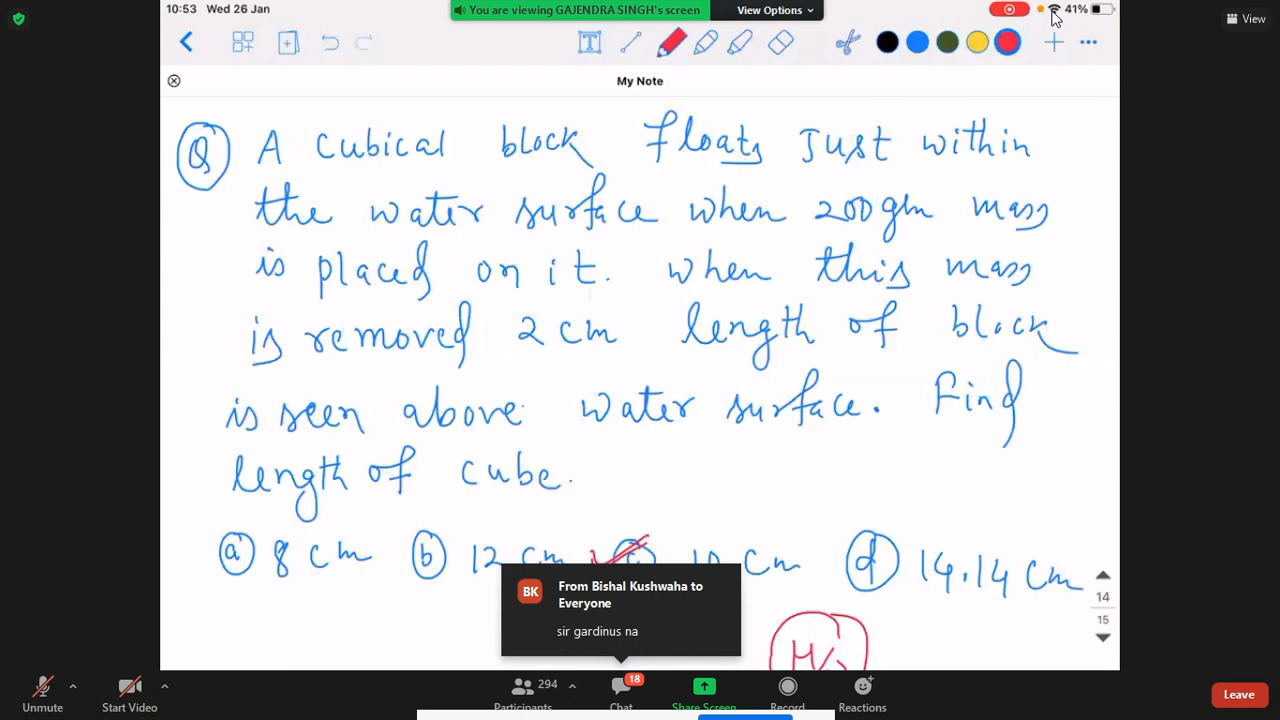 10:53 Wed 26 Jan
You are viewing GAJENDRA SINGH's screen
View Options
41%
View
My Note
Q A cubical block floats Just within
the water surface when 200gm mass
is placed on it. when this mass
is removed 2 cm length of block
is seen above water surface. Find
length of cube.
a 8 cm b 12 cm c 10 cm d 14.14 cm
14
15
BK
From Bishal Kushwaha to
Everyone
sir gardinus na
Unmute
Start Video
294
Participants
18
Chat
Share Screen
Record
Reactions
Leave